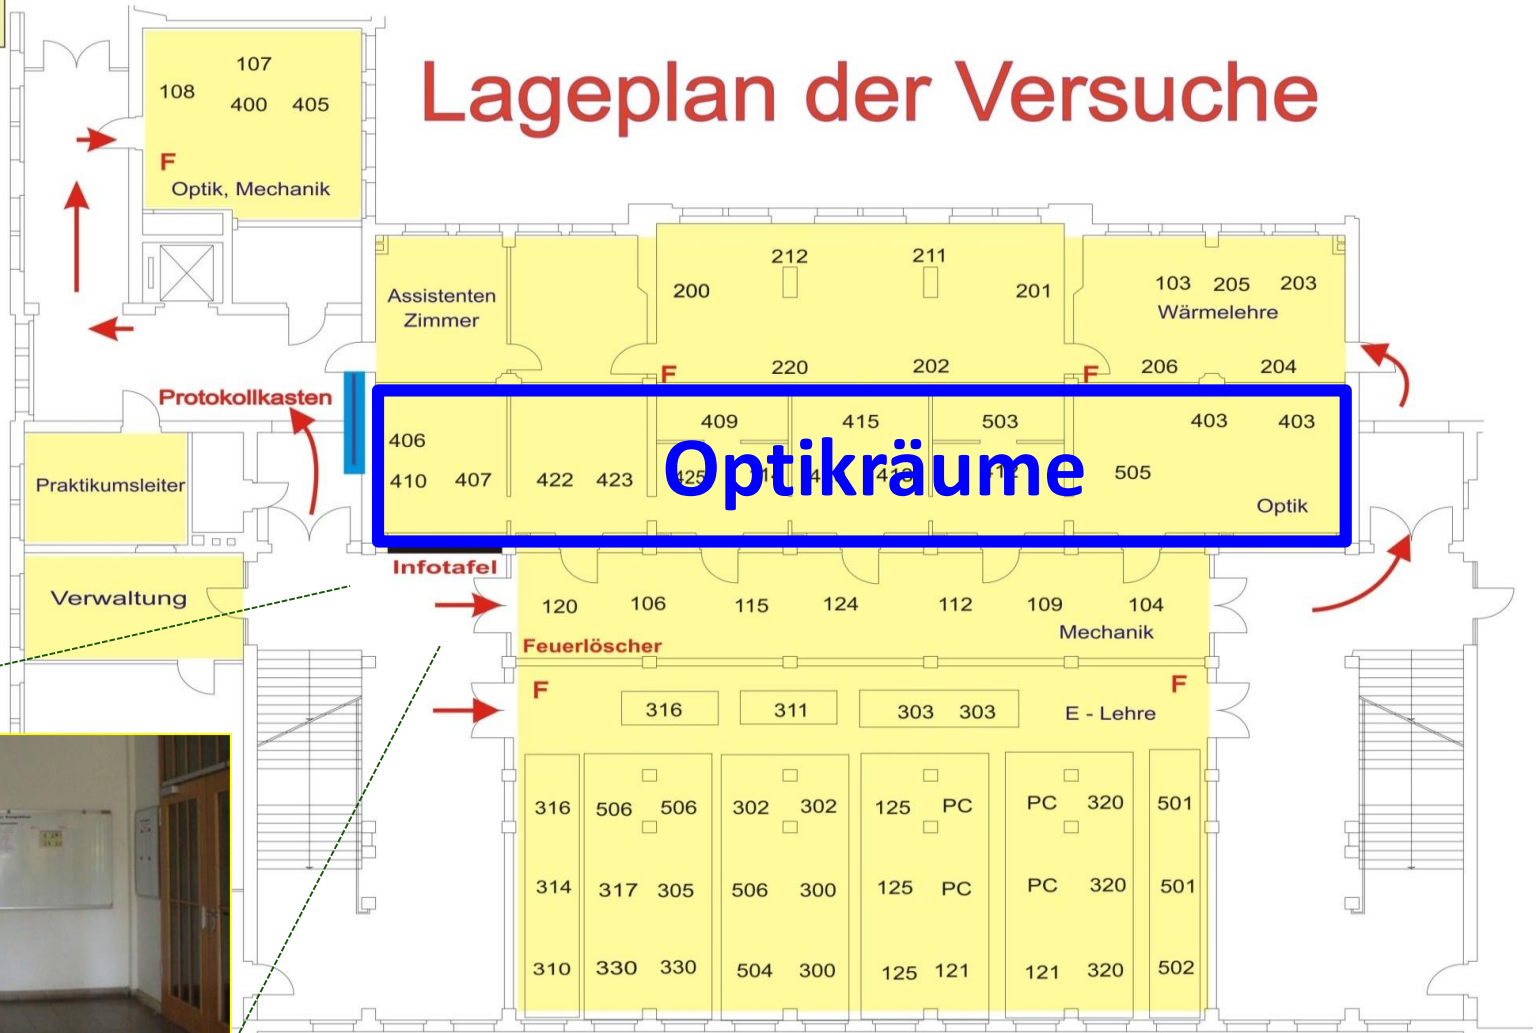 Lageplan der Versuche
107
108 400 405
F
Optik, Mechanik
Assistenten
Zimmer
212 211
200 201
220 202
F F
103 205 203
Wärmelehre
206 204
Protokollkasten
Praktikumsleiter
Verwaltung
406
410 407 422 423
409 415 503
403 403
425
505
Optikräume
Optik
Infotafel
120 106 115 124 112 109 104
Mechanik
Feuerlöscher
F F
316 311 303 303 E - Lehre
316 506 506 302 302 125 PC PC 320 501
314 317 305 506 300 125 PC PC 320 501
310 330 330 504 300 125 121 121 320 502